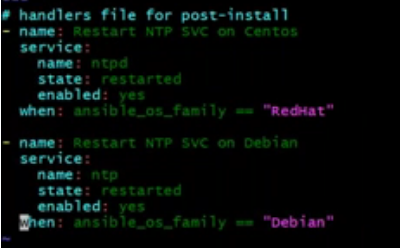 ---
# handlers file for post-install
- name: Restart NTP SVC on Centos
  service:
    name: ntpd
    state: restarted
    enabled: yes
  when: ansible_os_family == "RedHat"

- name: Restart NTP SVC on Debian
  service:
    name: ntp
    state: restarted
    enabled: yes
  when: ansible_os_family == "Debian"
~